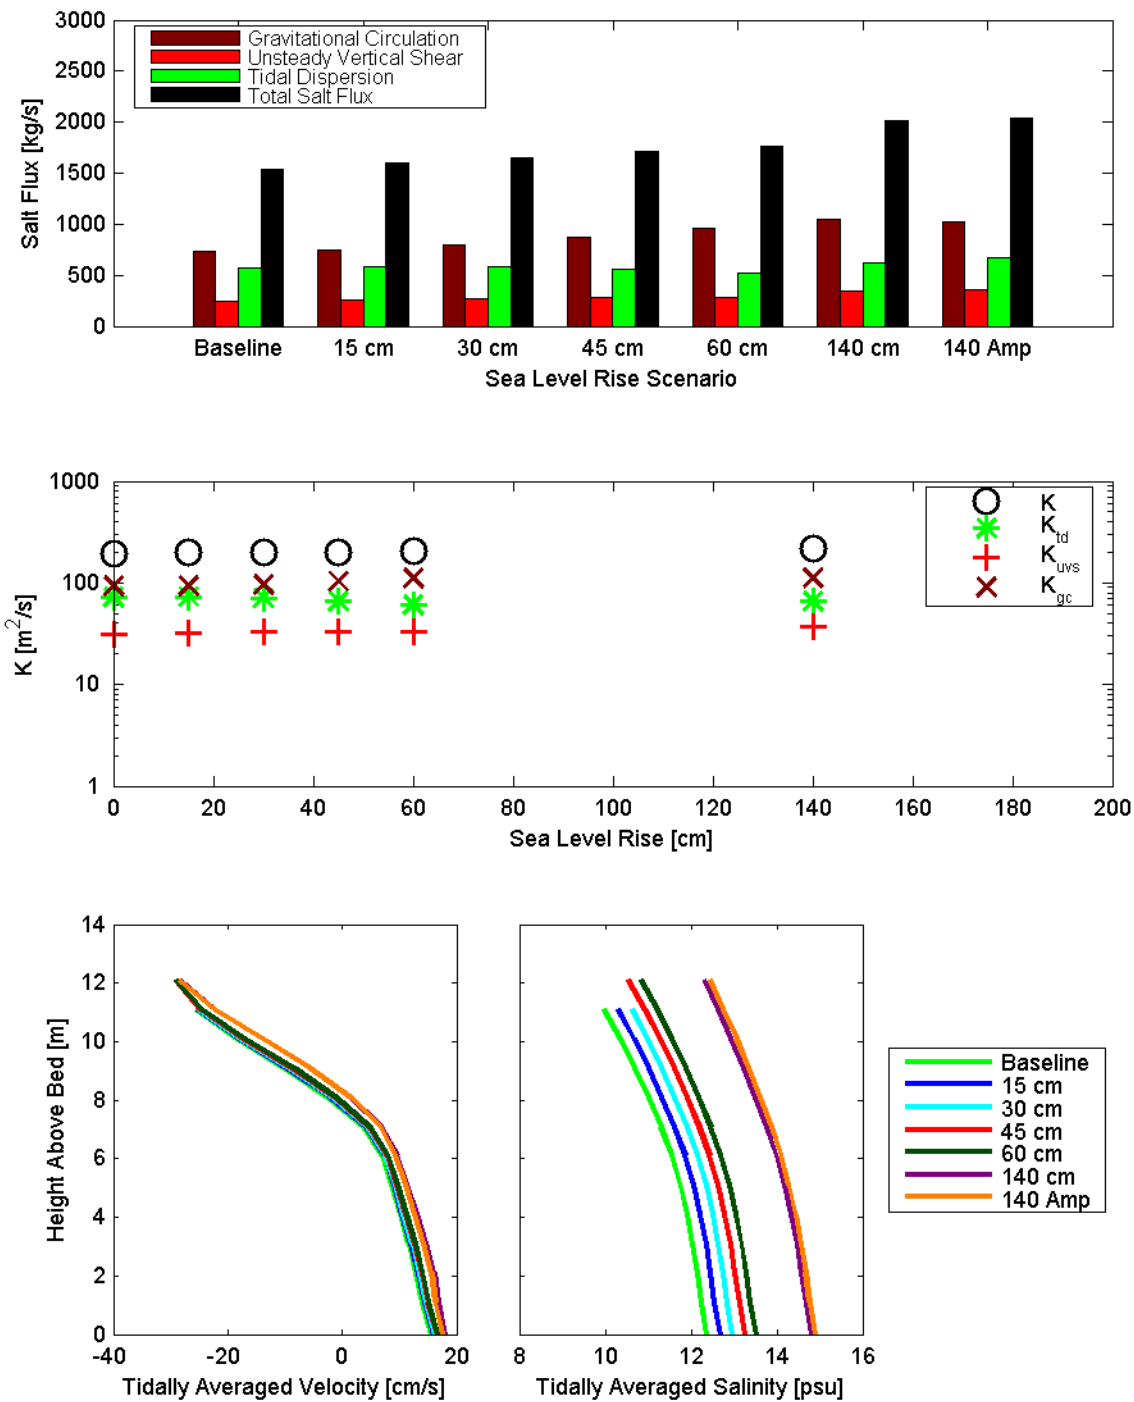 3000
2500
2000
1500
1000
500
0
Salt Flux [kg/s]
Gravitational Circulation
Unsteady Vertical Shear
Tidal Dispersion
Total Salt Flux
Baseline 15 cm 30 cm 45 cm 60 cm 140 cm 140 Amp
Sea Level Rise Scenario
1000
100
10
1
K [m²/s]
K
K_td
K_uvs
K_gc
0 20 40 60 80 100 120 140 160 180 200
Sea Level Rise [cm]
14
12
10
8
6
4
2
0
Height Above Bed [m]
-40 -20 0 20
Tidally Averaged Velocity [cm/s]
8 10 12 14 16
Tidally Averaged Salinity [psu]
Baseline
15 cm
30 cm
45 cm
60 cm
140 cm
140 Amp